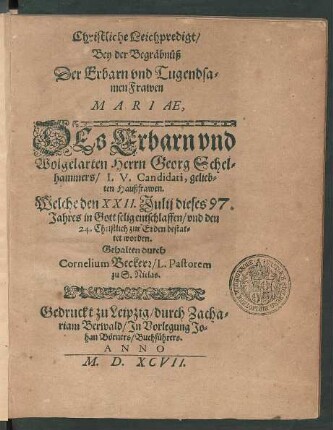 Christliche Leichpredigt/
Bey der Begräbnüß
Der Erbarn vnd Tugendsa-
men Frawen
MARIAE,
DEs Erbarn vnd
Wolgelarten Herrn Georg Schel-
hammers/ I. V. Candidati, gelieb-
ten Haußfrawen.
Welche den XXII. Julij dieses 97.
Jahres in Gott selig entschlaffen/ vnd den
24. Christlich zur Erden bestat-
tet worden.
Gehalten durch
Cornelium Becker/ L. Pastorem
zu S. Niclas.
Gedruckt zu Leipzig/ durch Zacha-
riam Berwald/ In Vorlegung Jo-
han Börners/ Buchführers.
ANNO
M. D. XCVII.